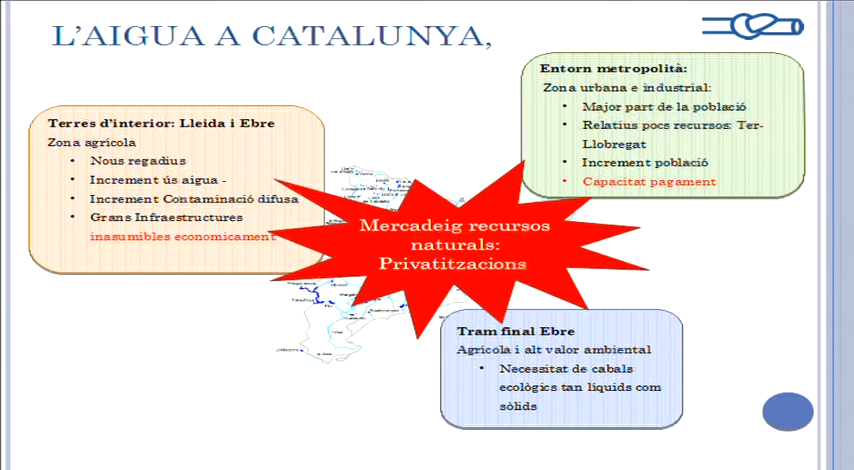 L'AIGUA A CATALUNYA,
Entorn metropolità:
Zona urbana e industrial:
• Major part de la població
• Relatius pocs recursos: Ter-
Llobregat
• Increment població
• Capacitat pagament
Terres d'interior: Lleida i Ebre
Zona agrícola
• Nous regadius
• Increment ús aigua -
• Increment Contaminació difusa
• Grans Infraestructures
inasumibles economicament
Mercadeig recursos
naturals:
Privatitzacions
Tram final Ebre
Agrícola i alt valor ambiental
• Necessitat de cabals
ecològics tan líquids com
sòlids